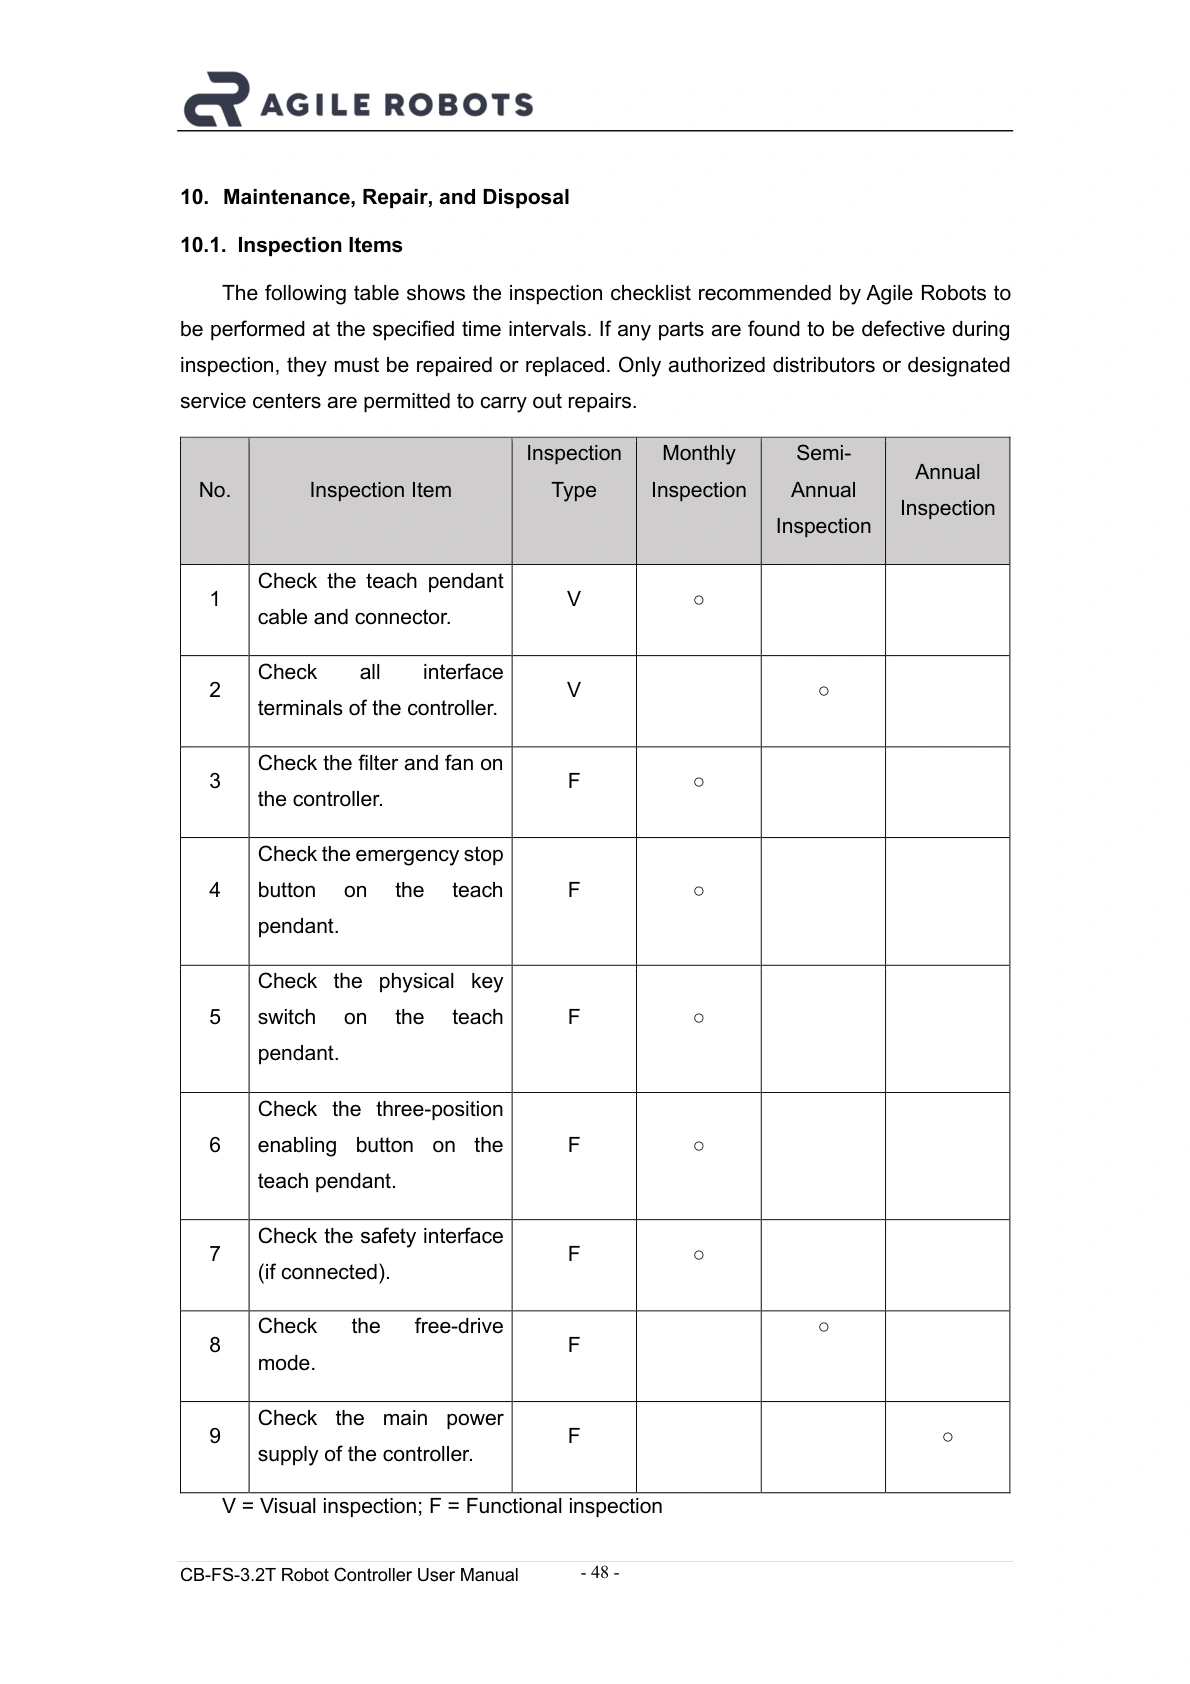 AGILE ROBOTS
10. Maintenance, Repair, and Disposal
10.1. Inspection Items
The following table shows the inspection checklist recommended by Agile Robots to
be performed at the specified time intervals. If any parts are found to be defective during
inspection, they must be repaired or replaced. Only authorized distributors or designated
service centers are permitted to carry out repairs.
No.
Inspection Item
Inspection
Type
Monthly
Inspection
Semi-
Annual
Inspection
Annual
Inspection
1
Check the teach pendant
cable and connector.
V
○
2
Check all interface
terminals of the controller.
V
○
3
Check the filter and fan on
the controller.
F
○
4
Check the emergency stop
button on the teach
pendant.
F
○
5
Check the physical key
switch on the teach
pendant.
F
○
6
Check the three-position
enabling button on the
teach pendant.
F
○
7
Check the safety interface
(if connected).
F
○
8
Check the free-drive
mode.
F
○
9
Check the main power
supply of the controller.
F
○
V = Visual inspection; F = Functional inspection
CB-FS-3.2T Robot Controller User Manual - 48 -